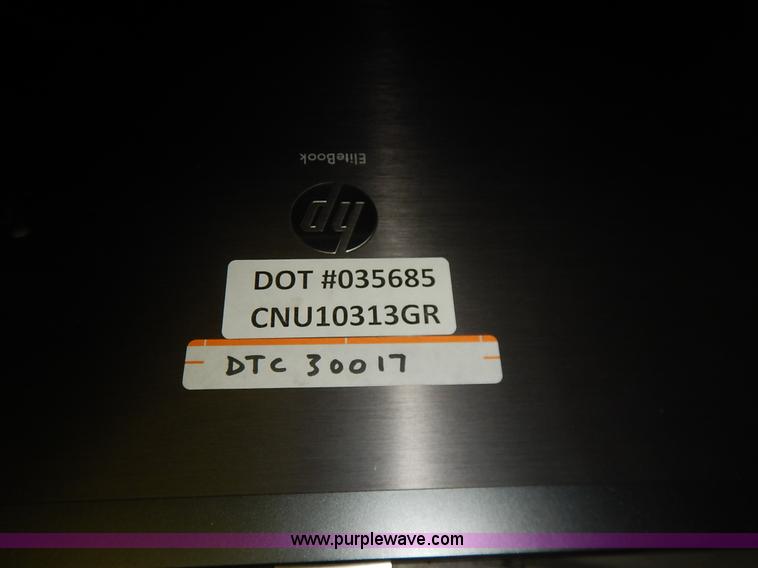 EliteBook
hp
DOT #035685
CNU10313GR
DTC 30017
www.purplewave.com